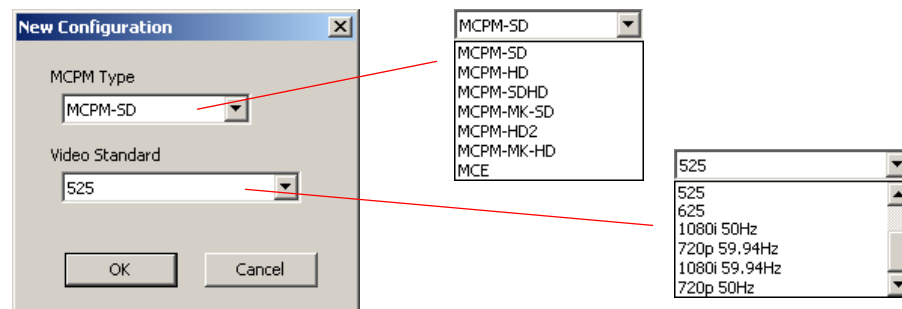 New Configuration
MCPM Type
MCPM-SD
Video Standard
525
OK
Cancel
MCPM-SD
MCPM-SD
MCPM-HD
MCPM-SDHD
MCPM-MK-SD
MCPM-HD2
MCPM-MK-HD
MCE
525
525
625
1080i 50Hz
720p 59.94Hz
1080i 59.94Hz
720p 50Hz